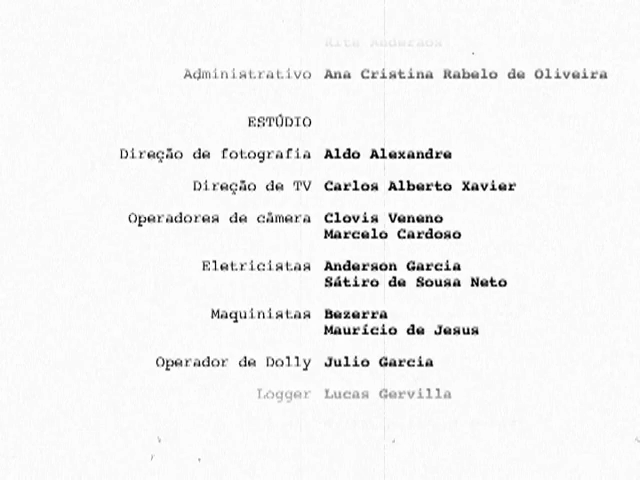 Administrativo Ana Cristina Rabelo de Oliveira
ESTÚDIO
Direção de fotografia Aldo Alexandre
Direção de TV Carlos Alberto Xavier
Operadores de câmera Clovis Veneno
Marcelo Cardoso
Eletricistas Anderson Garcia
Sátiro de Sousa Neto
Maquinistas Bezerra
Maurício de Jesus
Operador de Dolly Julio Garcia
Logger Lucas Gervilla